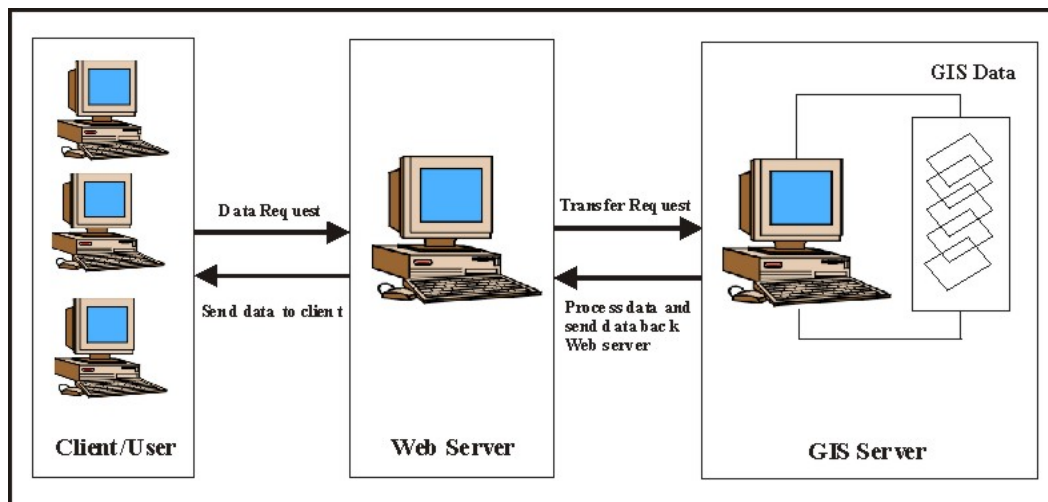 GIS Data
Data Request
Transfer Request
Send data to client
Process data and
send data back
Web server
Client/User
Web Server
GIS Server